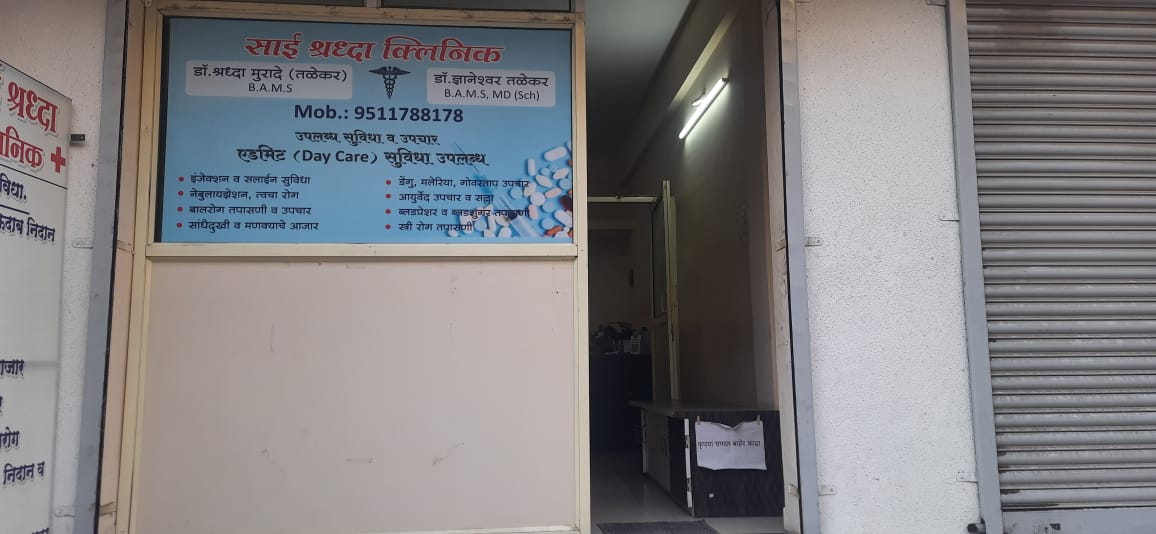 साई श्रध्दा क्लिनिक
डॉ.श्रध्दा मुरादे (तळेकर)
B.A.M.S
डॉ.ज्ञानेश्वर तळेकर
B.A.M.S, MD (Sch)
Mob.: 9511788178
उपलब्ध सुविधा व उपचार
एडमिट (Day Care) सुविधा उपलब्ध
• इंजेक्शन व सलाईन सुविधा
• नेबुलायझेशन, त्वचा रोग
• बालरोग तपासणी व उपचार
• सांधेदुखी व मणक्याचे आजार
• डेंगु, मलेरिया, गोवरताप उपचार
• आयुर्वेद उपचार व सल्ला
• ब्लडप्रेशर व ब्लडशुगर तपासणी
• स्त्री रोग तपासणी
श्रध्दा
निदान
निदान व
कृपया चप्पल बाहेर काढा